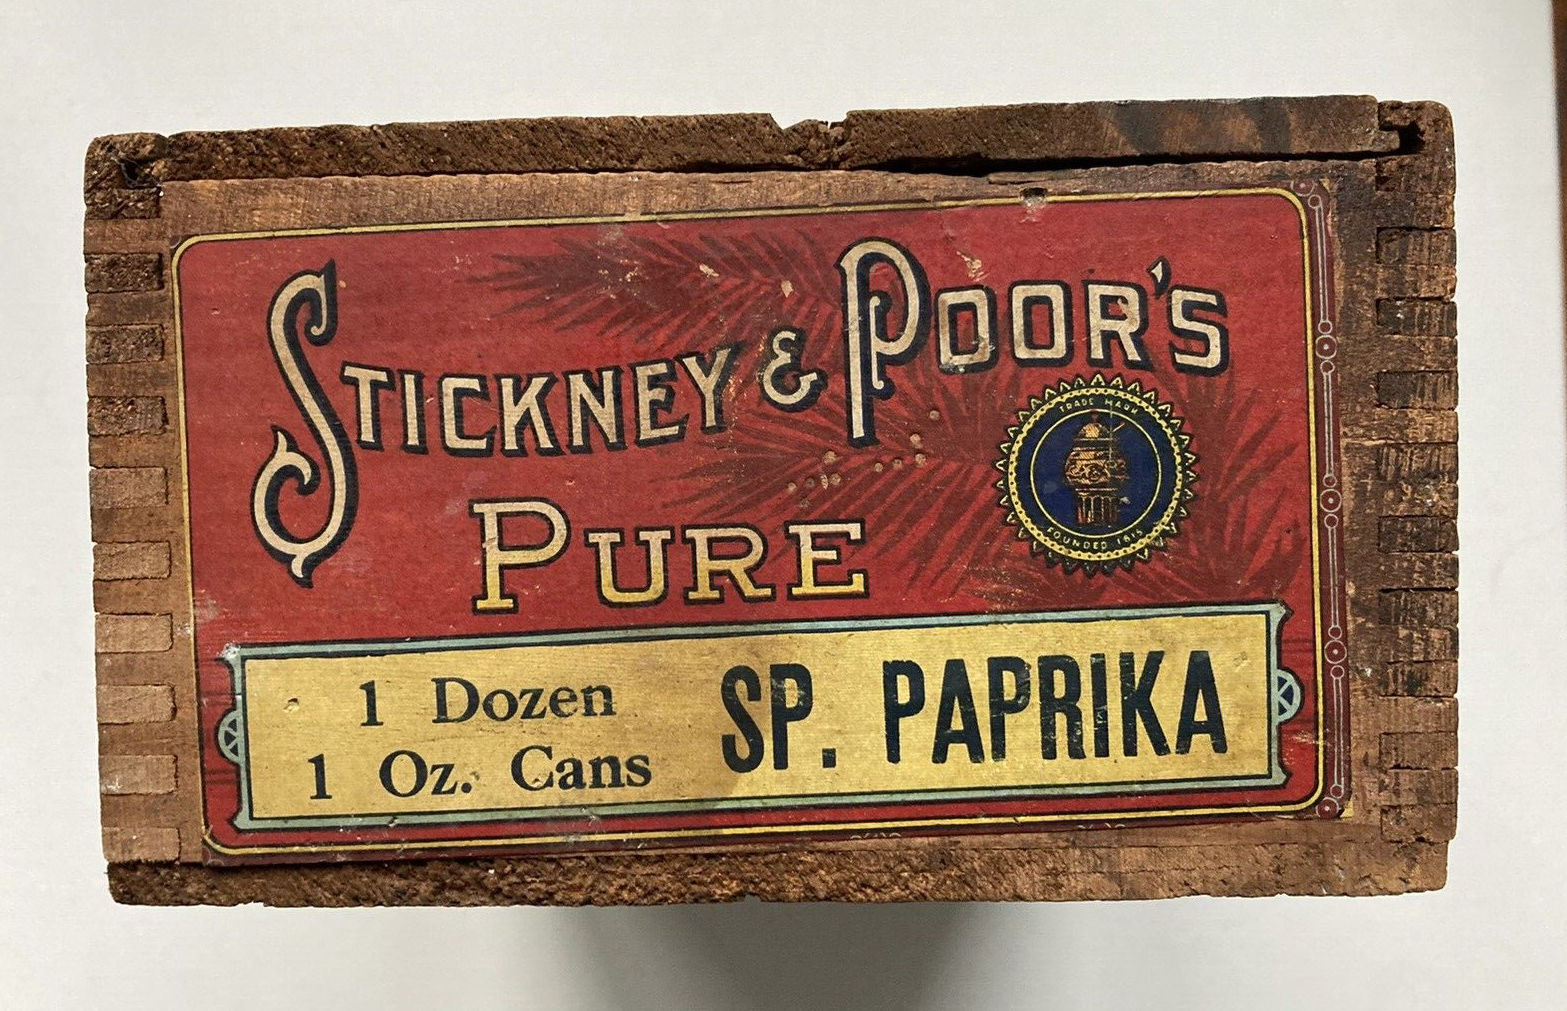 STICKNEY & POOR'S
PURE
TRADE MARK
FOUNDED 1815
1 Dozen
1 Oz. Cans
SP. PAPRIKA